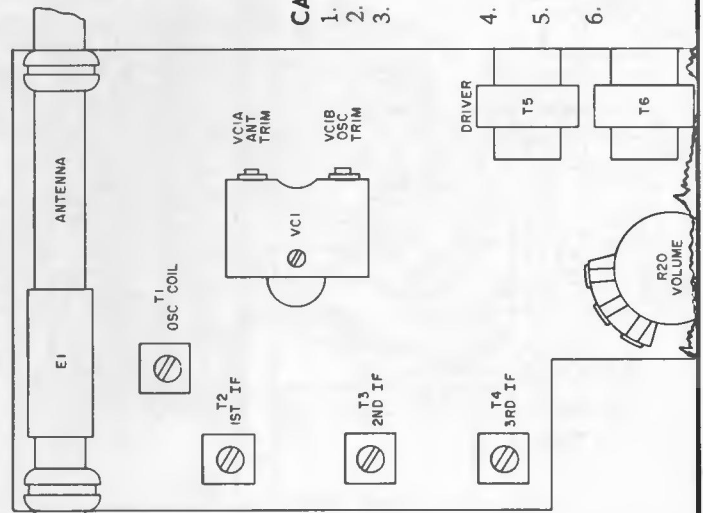 ANTENNA
E1
T1
OSC COIL
T2
1ST IF
T3
2ND IF
T4
3RD IF
VC1A
ANT
TRIM
VC1B
OSC
TRIM
VC1
DRIVER
T5
T6
R20
VOLUME
CA
1.
2.
3.
4.
5.
6.